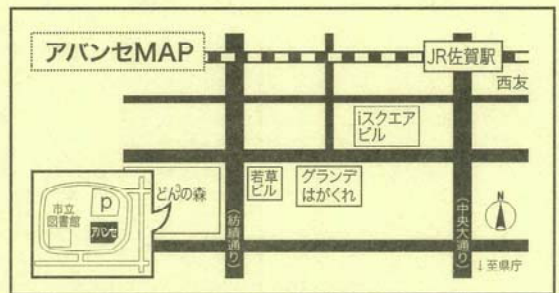 アバンセMAP
JR佐賀駅
西友
iスクエア
ビル
若草
ビル
グランデ
はがくれ
どん3の森
市立
図書館
P
アバンセ
(紡績通り)
(中央大通り)
N
↓至県庁